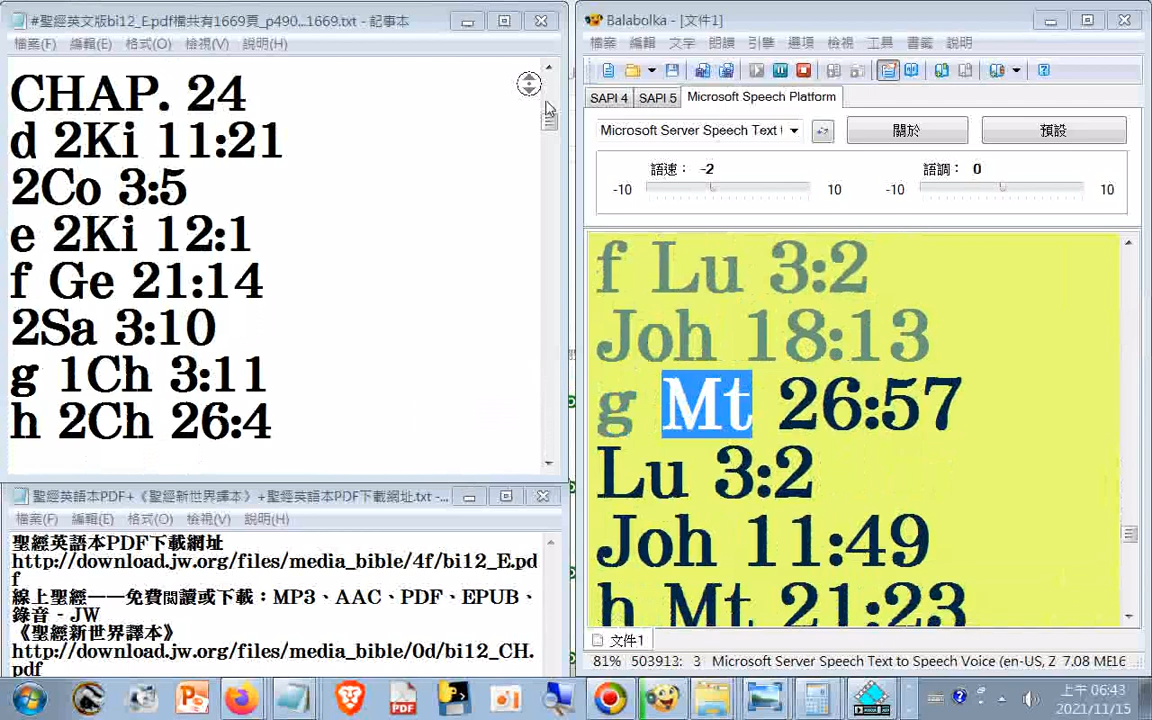 #聖經英文版bi12_E.pdf檔共有1669頁_p490...1669.txt - 記事本
檔案(F) 編輯(E) 格式(O) 檢視(V) 說明(H)
CHAP. 24
d 2Ki 11:21
2Co 3:5
e 2Ki 12:1
f Ge 21:14
2Sa 3:10
g 1Ch 3:11
h 2Ch 26:4
聖經英語本PDF+《聖經新世界譯本》+聖經英語本PDF下載網址.txt -...
檔案(F) 編輯(E) 格式(O) 檢視(V) 說明(H)
聖經英語本PDF下載網址
http://download.jw.org/files/media_bible/4f/bi12_E.pd
f
線上聖經——免費閱讀或下載：MP3、AAC、PDF、EPUB、
錄音 - JW
《聖經新世界譯本》
http://download.jw.org/files/media_bible/0d/bi12_CH.
pdf
Balabolka - [文件1]
檔案 編輯 文字 朗讀 引擎 選項 檢視 工具 書籤 說明
SAPI 4 SAPI 5 Microsoft Speech Platform
Microsoft Server Speech Text 關於 預設
語速： -2 語調： 0
-10 10 -10 10
f Lu 3:2
Joh 18:13
g Mt 26:57
Lu 3:2
Joh 11:49
h Mt 21:23
文件1
81% 503913: 3 Microsoft Server Speech Text to Speech Voice (en-US, Z 7.08 ME16
上午 06:43
2021/11/15